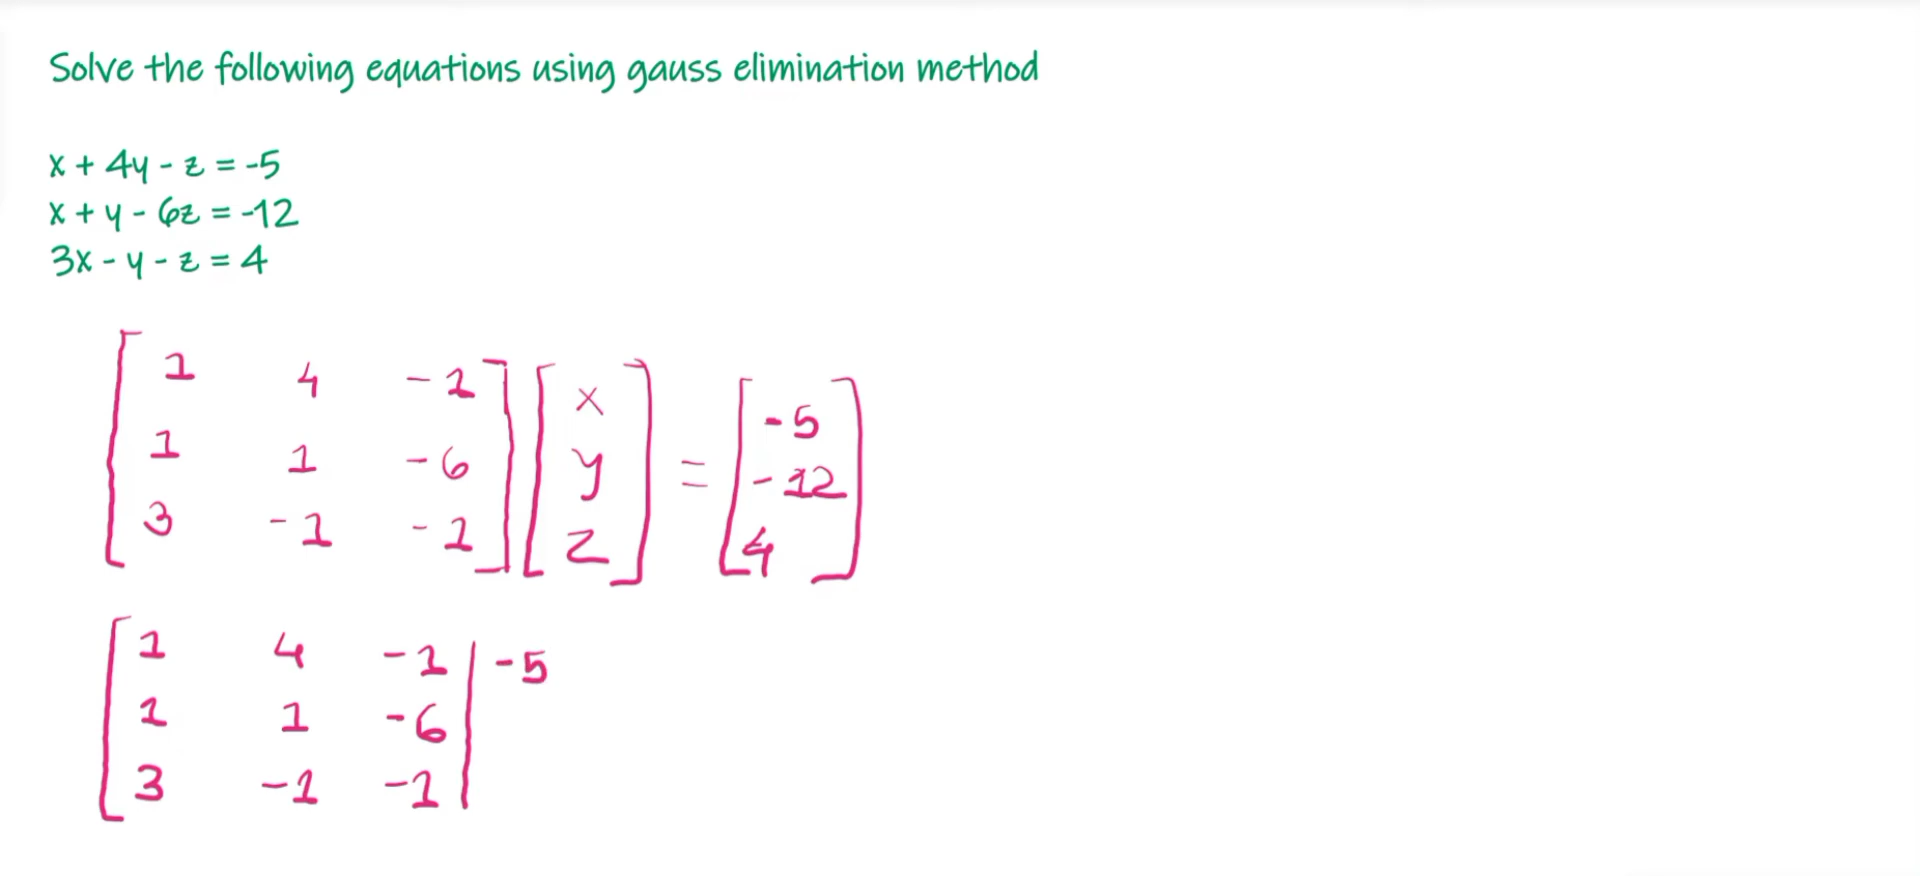 Solve the following equations using gauss elimination method
x + 4y - z = -5
x + y - 6z = -12
3x - y - z = 4
[ 1 4 -1 ] [ x ] = [ -5 ]
[ 1 1 -6 ] [ y ] [ -12 ]
[ 3 -1 -1 ] [ z ] [ 4 ]
[ 1 4 -1 | -5
[ 1 1 -6 |
[ 3 -1 -1 |